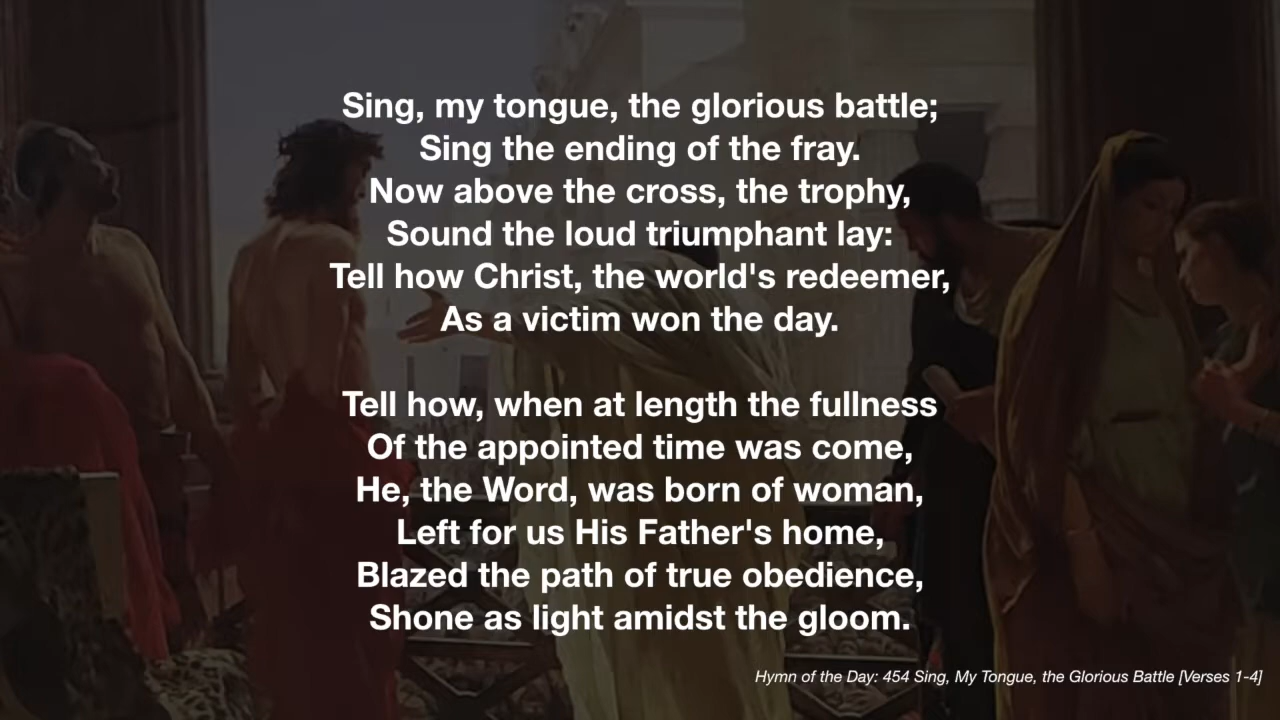 Sing, my tongue, the glorious battle;
Sing the ending of the fray.
Now above the cross, the trophy,
Sound the loud triumphant lay:
Tell how Christ, the world's redeemer,
As a victim won the day.
Tell how, when at length the fullness
Of the appointed time was come,
He, the Word, was born of woman,
Left for us His Father's home,
Blazed the path of true obedience,
Shone as light amidst the gloom.
Hymn of the Day: 454 Sing, My Tongue, the Glorious Battle [Verses 1-4]